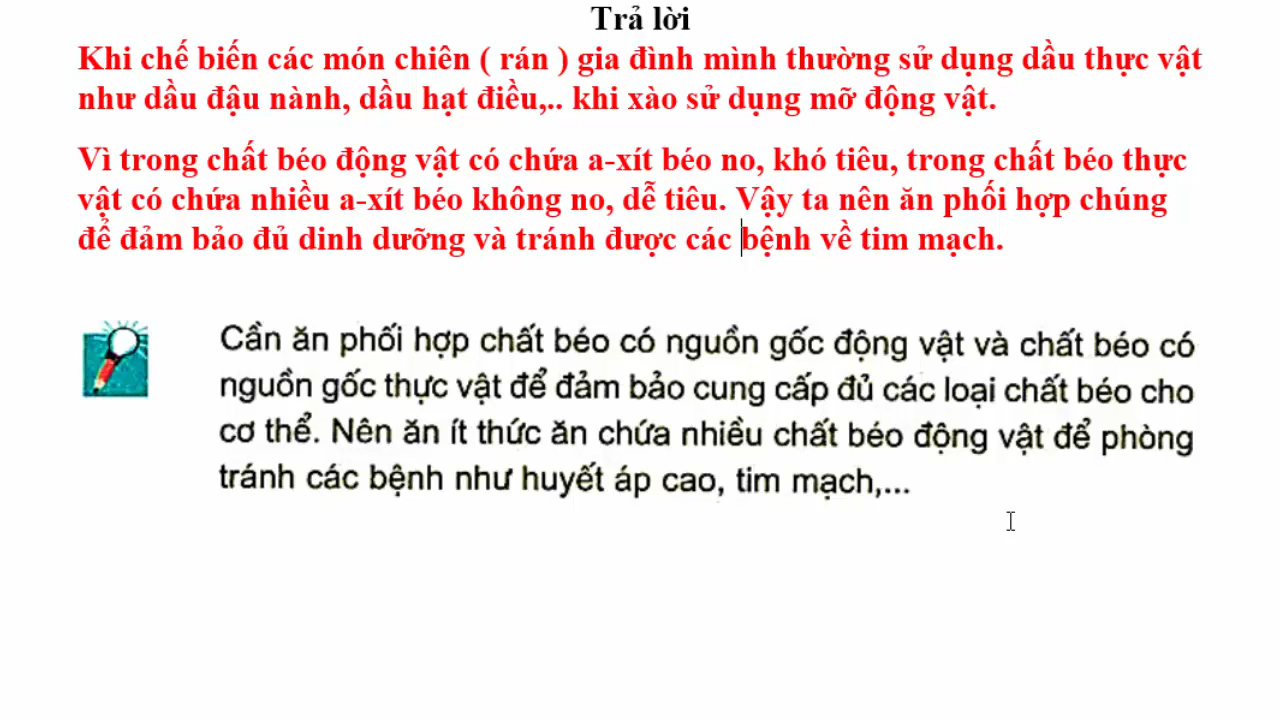 Trả lời
Khi chế biến các món chiên ( rán ) gia đình mình thường sử dụng dầu thực vật
như dầu đậu nành, dầu hạt điều,.. khi xào sử dụng mỡ động vật.
Vì trong chất béo động vật có chứa a-xít béo no, khó tiêu, trong chất béo thực
vật có chứa nhiều a-xít béo không no, dễ tiêu. Vậy ta nên ăn phối hợp chúng
để đảm bảo đủ dinh dưỡng và tránh được các bệnh về tim mạch.
Cần ăn phối hợp chất béo có nguồn gốc động vật và chất béo có
nguồn gốc thực vật để đảm bảo cung cấp đủ các loại chất béo cho
cơ thể. Nên ăn ít thức ăn chứa nhiều chất béo động vật để phòng
tránh các bệnh như huyết áp cao, tim mạch,...